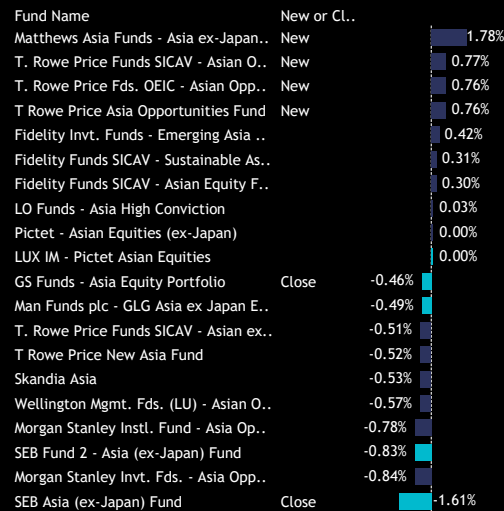 Fund Name New or Cl..
Matthews Asia Funds - Asia ex-Japan.. New 1.78%
T. Rowe Price Funds SICAV - Asian O.. New 0.77%
T. Rowe Price Fds. OEIC - Asian Opp.. New 0.76%
T Rowe Price Asia Opportunities Fund New 0.76%
Fidelity Invt. Funds - Emerging Asia .. 0.42%
Fidelity Funds SICAV - Sustainable As.. 0.31%
Fidelity Funds SICAV - Asian Equity F.. 0.30%
LO Funds - Asia High Conviction 0.03%
Pictet - Asian Equities (ex-Japan) 0.00%
LUX IM - Pictet Asian Equities 0.00%
GS Funds - Asia Equity Portfolio Close -0.46%
Man Funds plc - GLG Asia ex Japan E.. -0.49%
T. Rowe Price Funds SICAV - Asian ex.. -0.51%
T Rowe Price New Asia Fund -0.52%
Skandia Asia -0.53%
Wellington Mgmt. Fds. (LU) - Asian O.. -0.57%
Morgan Stanley Instl. Fund - Asia Op.. -0.78%
SEB Fund 2 - Asia (ex-Japan) Fund -0.83%
Morgan Stanley Invt. Fds. - Asia Opp.. -0.84%
SEB Asia (ex-Japan) Fund Close -1.61%